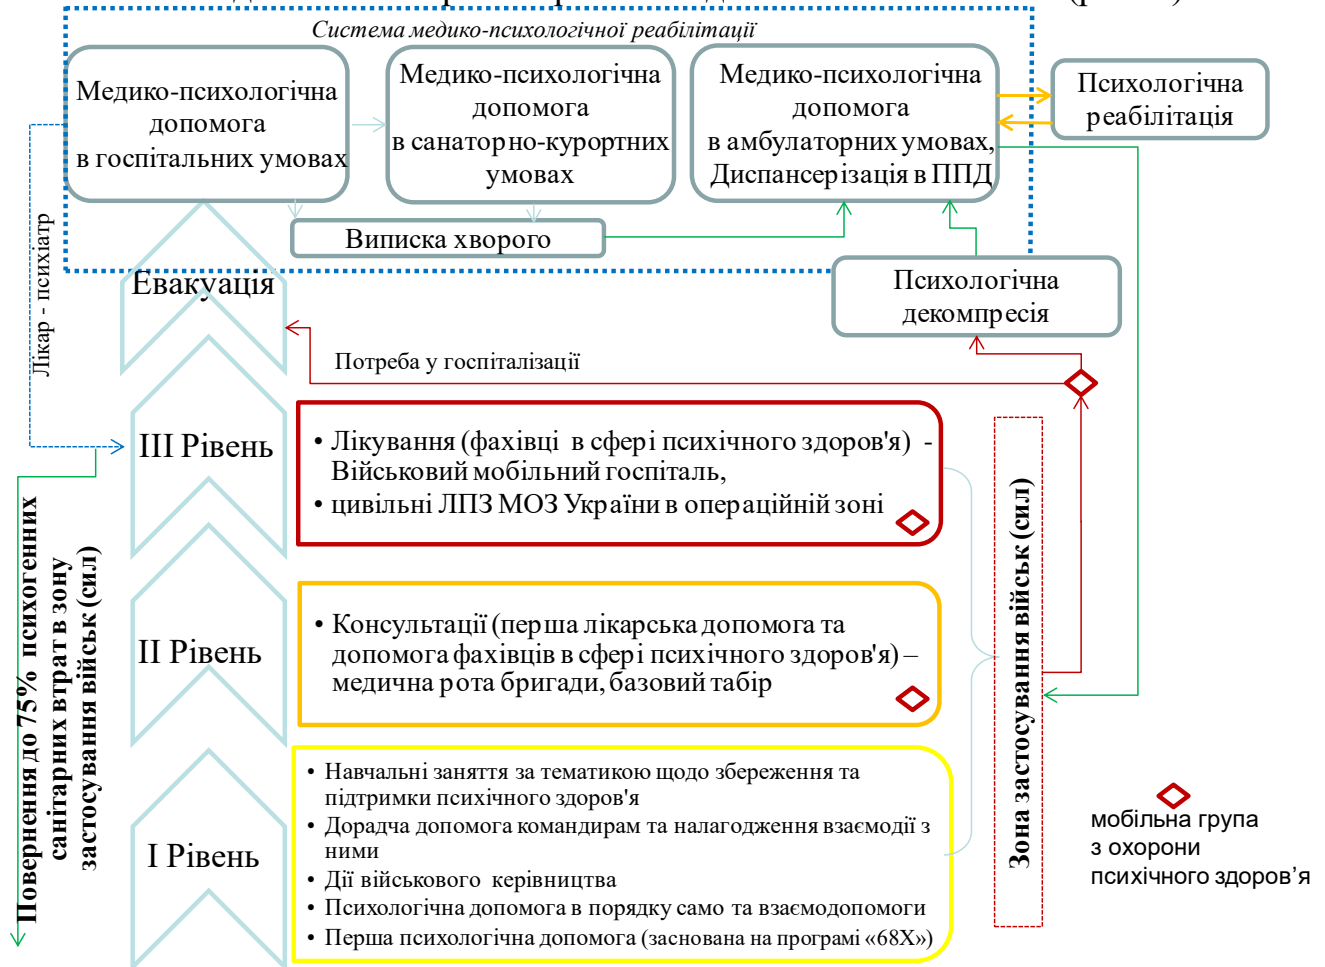 Система медико-психологічної реабілітації
Медико-психологічна
допомога
в госпітальних умовах
Медико-психологічна
допомога
в санаторно-курортних
умовах
Медико-психологічна
допомога
в амбулаторних умовах,
Диспансерізація в ППД
Психологічна
реабілітація
Виписка хворого
Лікар - психіатр
Евакуація
Психологічна
декомпресія
Потреба у госпіталізації
III Рівень
• Лікування (фахівці в сфері психічного здоров'я) -
Військовий мобільний госпіталь,
• цивільні ЛПЗ МОЗ України в операційній зоні
II Рівень
• Консультації (перша лікарська допомога та
допомога фахівців в сфері психічного здоров'я) –
медична рота бригади, базовий табір
I Рівень
• Навчальні заняття за тематикою щодо збереження та
підтримки психічного здоров'я
• Дорадча допомога командирам та налагодження взаємодії з
ними
• Дії військового керівництва
• Психологічна допомога в порядку само та взаємодопомоги
• Перша психологічна допомога (заснована на програмі «68Х»)
Повернення до 75% психогенних
санітарних втрат в зону
застосування військ (сил)
Зона застосування військ (сил)
мобільна група
з охорони
психічного здоров’я